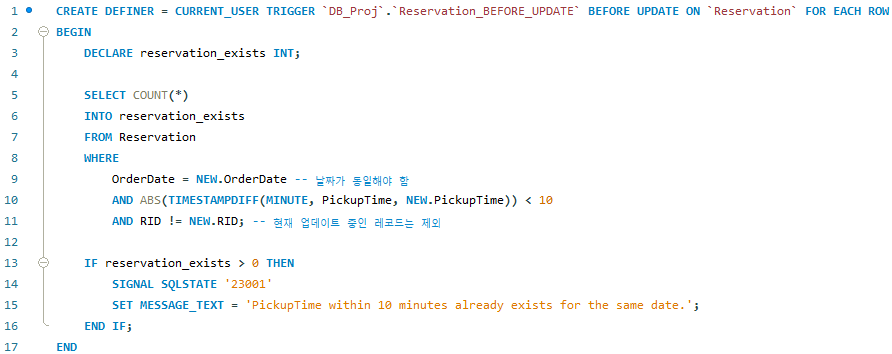 1 CREATE DEFINER = CURRENT_USER TRIGGER `DB_Proj`.`Reservation_BEFORE_UPDATE` BEFORE UPDATE ON `Reservation` FOR EACH ROW
2 BEGIN
3 DECLARE reservation_exists INT;
4
5 SELECT COUNT(*)
6 INTO reservation_exists
7 FROM Reservation
8 WHERE
9 OrderDate = NEW.OrderDate -- 날짜가 동일해야 함
10 AND ABS(TIMESTAMPDIFF(MINUTE, PickupTime, NEW.PickupTime)) < 10
11 AND RID != NEW.RID; -- 현재 업데이트 중인 레코드는 제외
12
13 IF reservation_exists > 0 THEN
14 SIGNAL SQLSTATE '23001'
15 SET MESSAGE_TEXT = 'PickupTime within 10 minutes already exists for the same date.';
16 END IF;
17 END